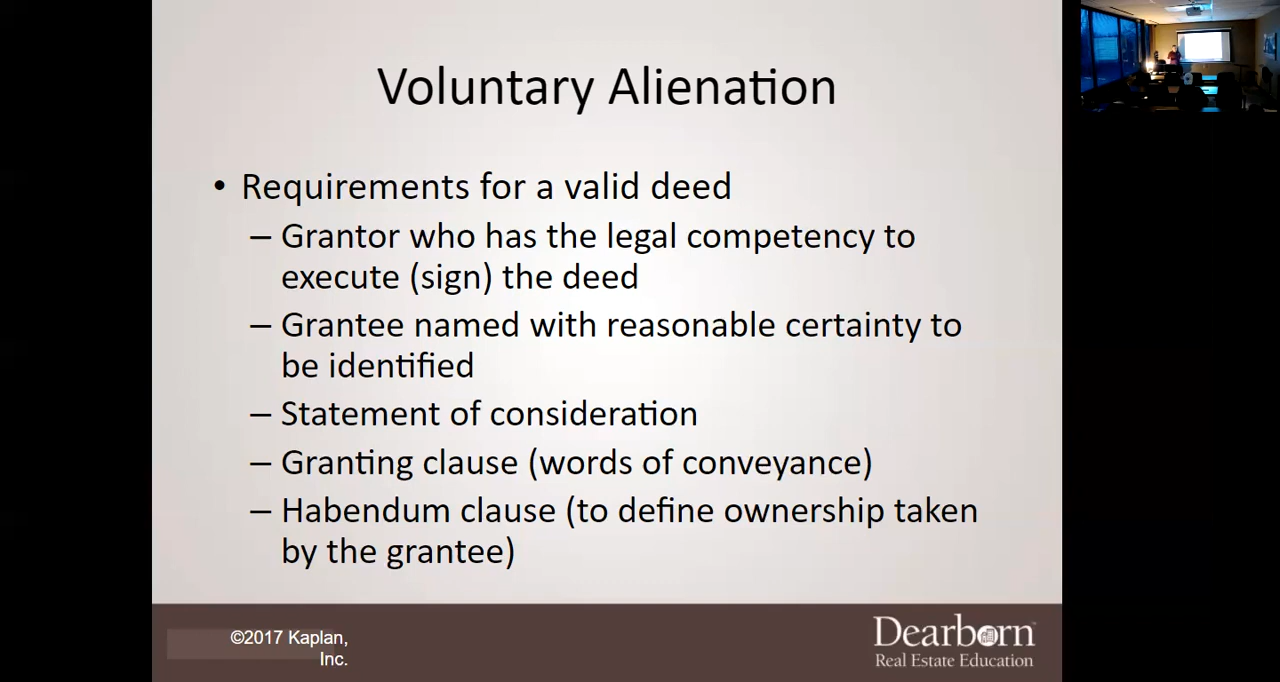 Voluntary Alienation
• Requirements for a valid deed
– Grantor who has the legal competency to
execute (sign) the deed
– Grantee named with reasonable certainty to
be identified
– Statement of consideration
– Granting clause (words of conveyance)
– Habendum clause (to define ownership taken
by the grantee)
©2017 Kaplan,
Inc.
Dearborn™
Real Estate Education